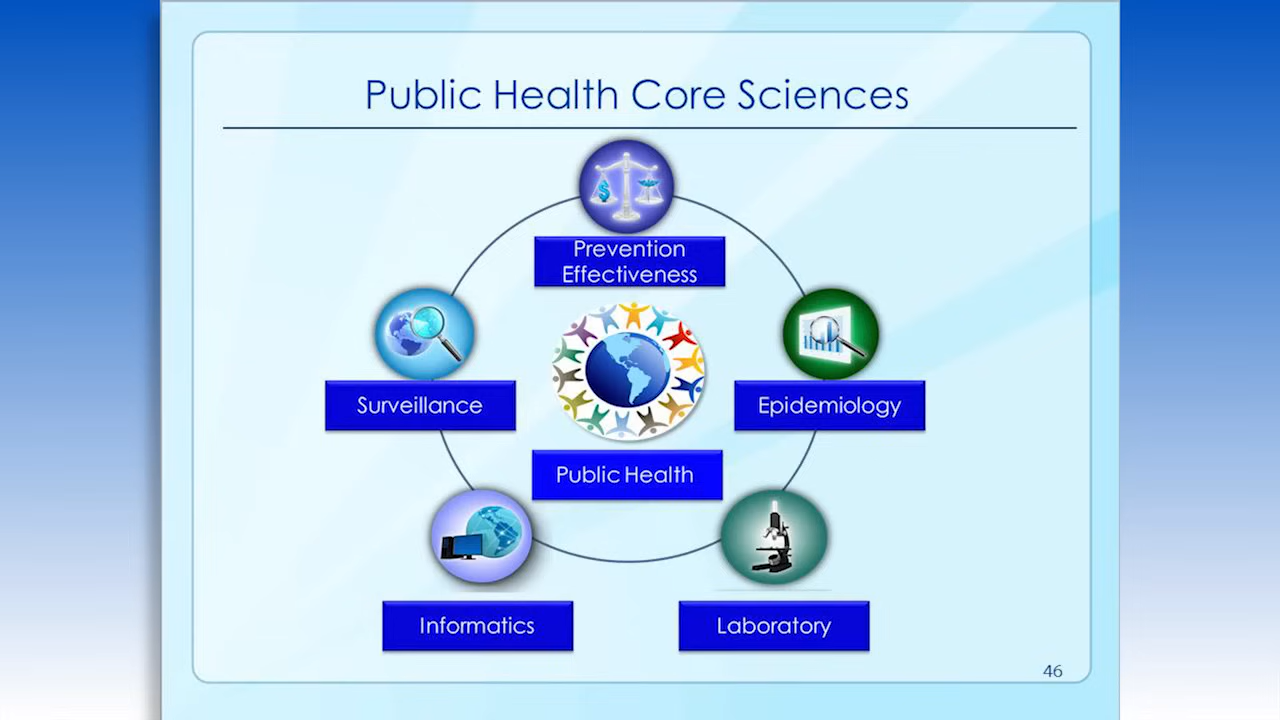 Public Health Core Sciences
$
Prevention
Effectiveness
Surveillance
Epidemiology
Public Health
Informatics
Laboratory
46